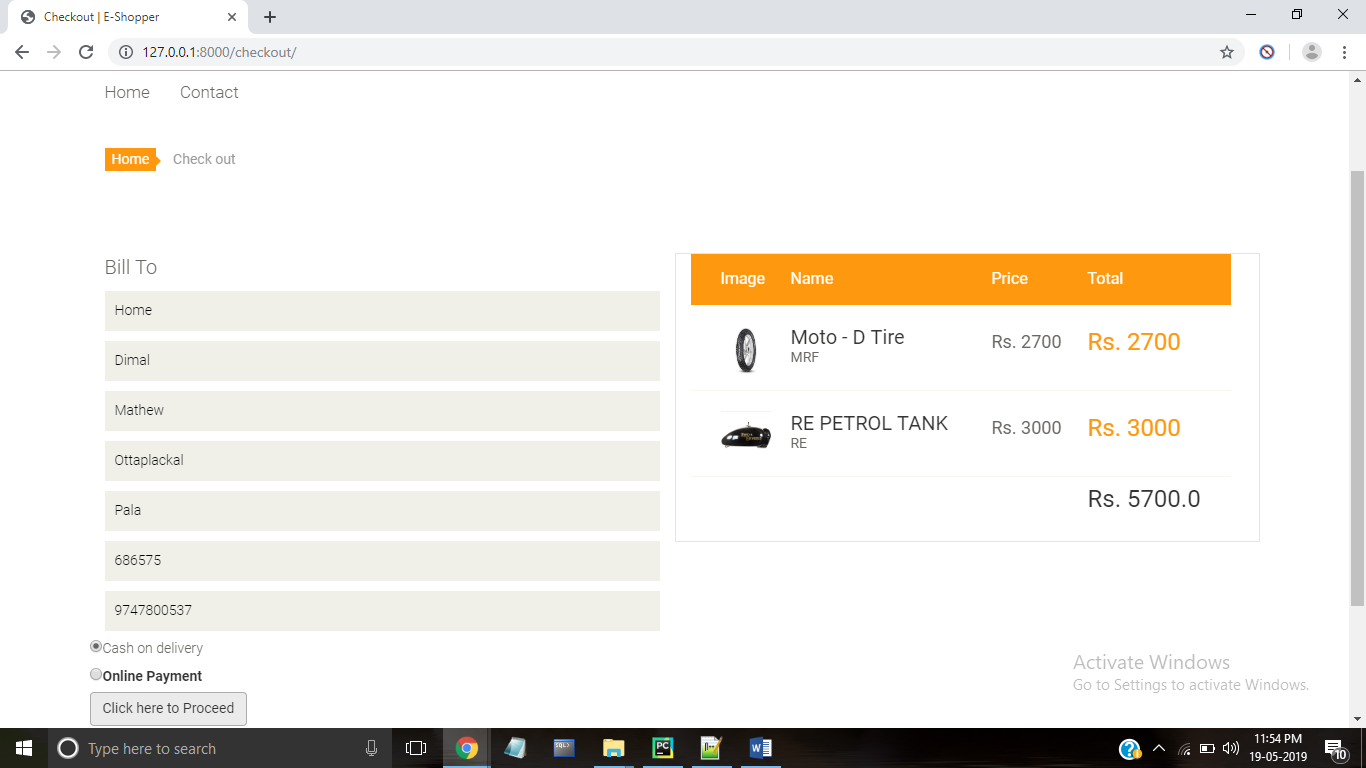 Checkout | E-Shopper
127.0.0.1:8000/checkout/
Home Contact
Home Check out
Bill To
Home
Dimal
Mathew
Ottaplackal
Pala
686575
9747800537
Cash on delivery
Online Payment
Click here to Proceed
Image Name Price Total
Moto - D Tire Rs. 2700 Rs. 2700
MRF
RE PETROL TANK Rs. 3000 Rs. 3000
RE
Rs. 5700.0
Activate Windows
Go to Settings to activate Windows.
Type here to search
11:54 PM
19-05-2019
10